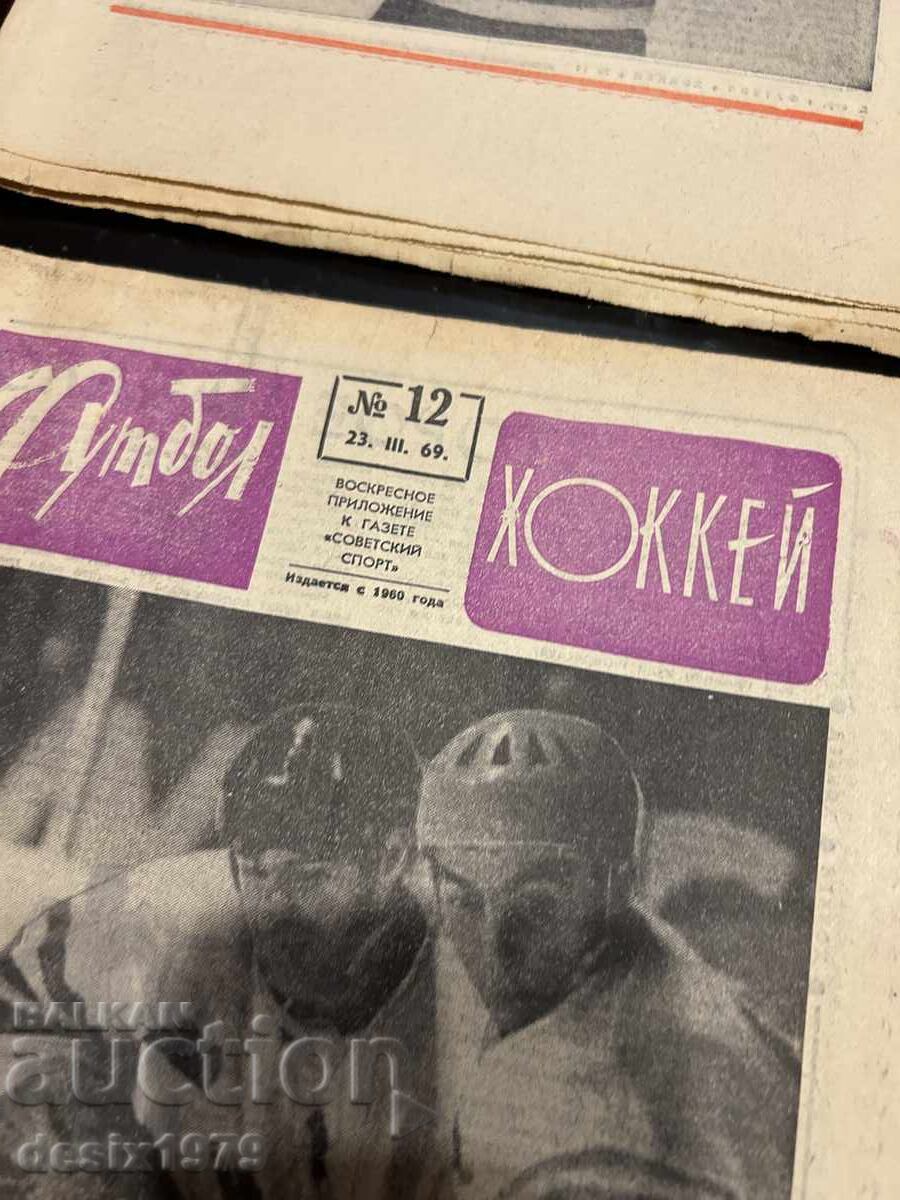 Футбол
№ 12
23. III. 69.
ВОСКРЕСНОЕ
ПРИЛОЖЕНИЕ
К ГАЗЕТЕ
«СОВЕТСКИЙ
СПОРТ»
Издается с 1960 года
ХОККЕЙ
BALKAN
auction
desix1979